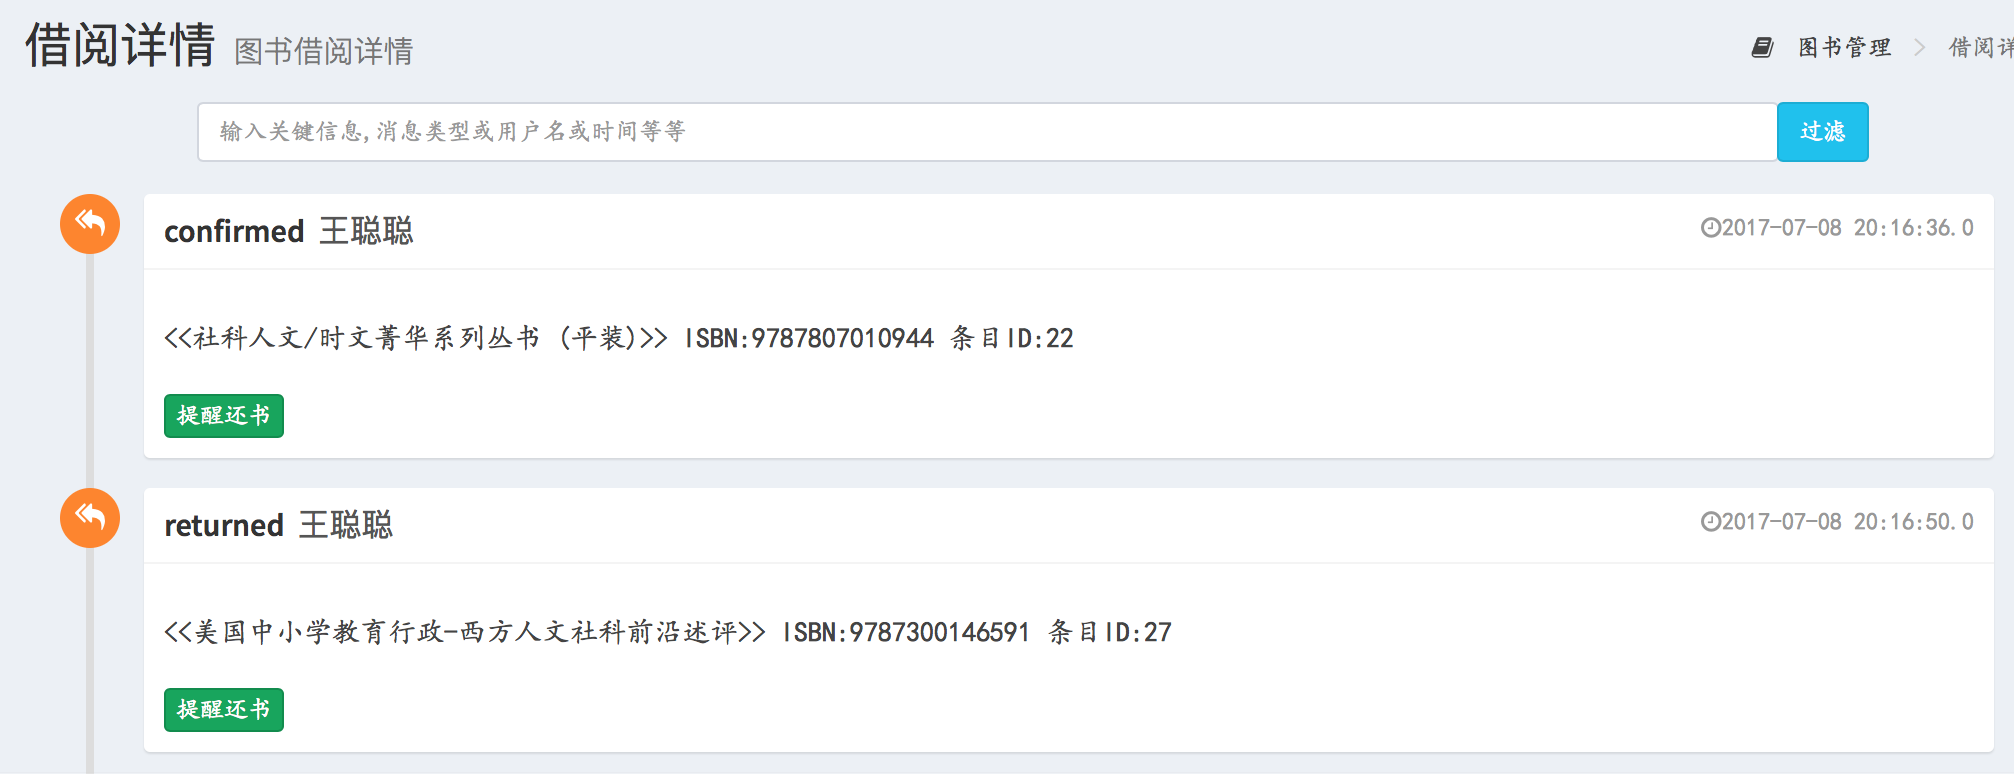 借阅详情 图书借阅详情
图书管理 > 借阅详
输入关键信息,消息类型或用户名或时间等等
过滤
confirmed 王聪聪
2017-07-08 20:16:36.0
<<社科人文/时文菁华系列丛书 (平装)>> ISBN:9787807010944 条目ID:22
提醒还书
returned 王聪聪
2017-07-08 20:16:50.0
<<美国中小学教育行政-西方人文社科前沿述评>> ISBN:9787300146591 条目ID:27
提醒还书